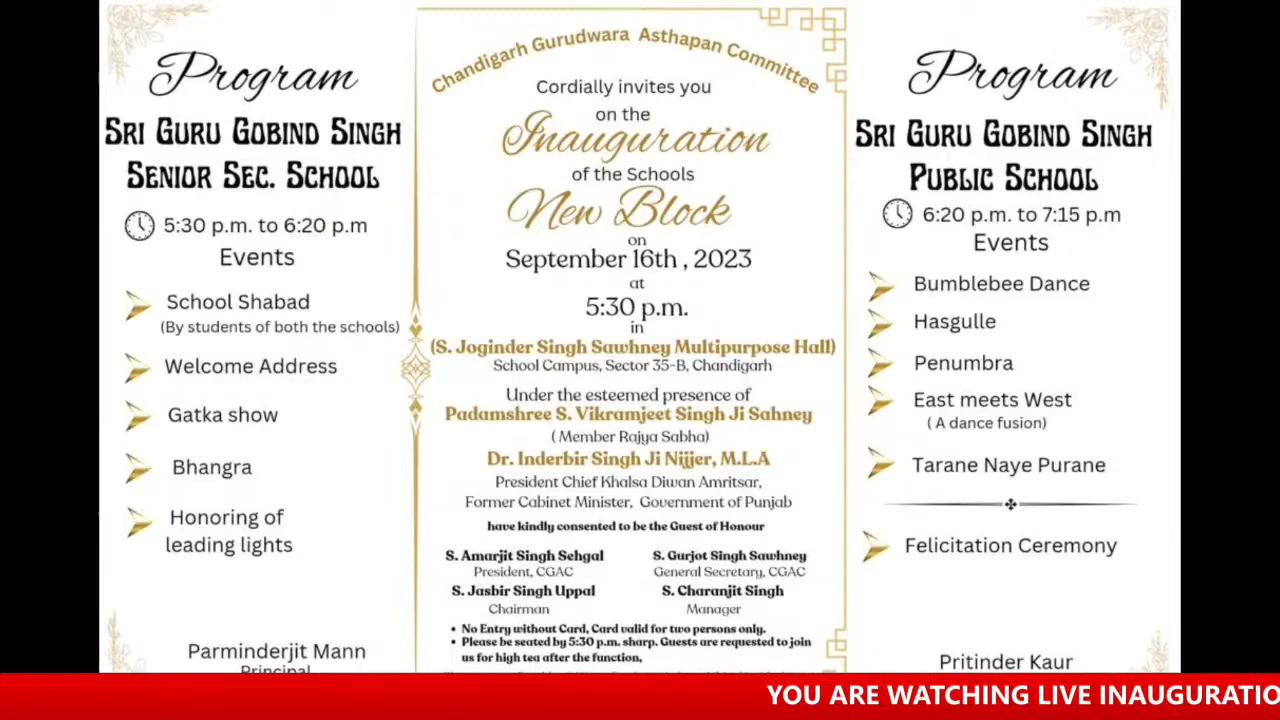 Program
SRI GURU GOBIND SINGH
SENIOR SEC. SCHOOL
5:30 p.m. to 6:20 p.m
Events
School Shabad
(By students of both the schools)
Welcome Address
Gatka show
Bhangra
Honoring of
leading lights
Parminderjit Mann
Principal
Chandigarh Gurudwara Asthapan Committee
Cordially invites you
on the
Inauguration
of the Schools
New Block
on
September 16th , 2023
at
5:30 p.m.
in
(S. Joginder Singh Sawhney Multipurpose Hall)
School Campus, Sector 35-B, Chandigarh
Under the esteemed presence of
Padamshree S. Vikramjeet Singh Ji Sahney
( Member Rajya Sabha)
Dr. Inderbir Singh Ji Nijjer, M.L.A
President Chief Khalsa Diwan Amritsar,
Former Cabinet Minister, Government of Punjab
have kindly consented to be the Guest of Honour
S. Amarjit Singh Sehgal
President, CGAC
S. Gurjot Singh Sawhney
General Secretary, CGAC
S. Jasbir Singh Uppal
Chairman
S. Charanjit Singh
Manager
• No Entry without Card, Card valid for two persons only.
• Please be seated by 5:30 p.m. sharp. Guests are requested to join
us for high tea after the function,
Program
SRI GURU GOBIND SINGH
PUBLIC SCHOOL
6:20 p.m. to 7:15 p.m
Events
Bumblebee Dance
Hasgulle
Penumbra
East meets West
( A dance fusion)
Tarane Naye Purane
Felicitation Ceremony
Pritinder Kaur
YOU ARE WATCHING LIVE INAUGURATIO